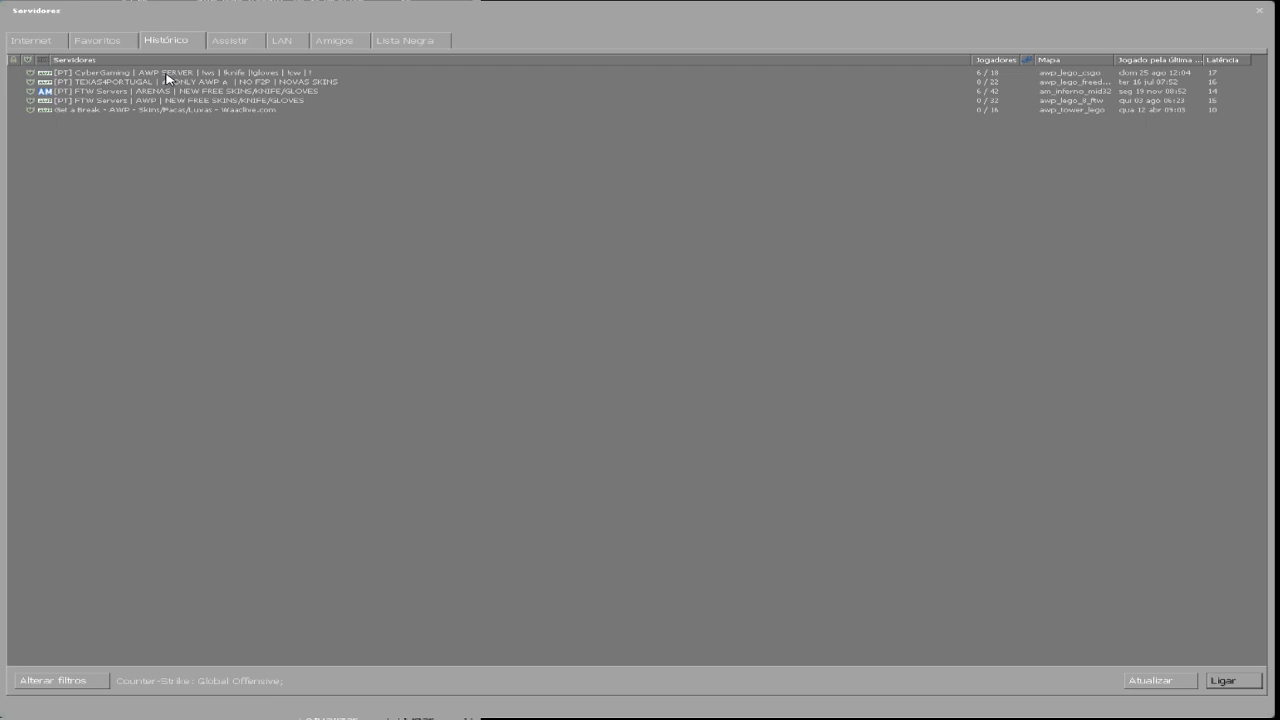 Servidores
Internet Favoritos Histórico Assistir LAN Amigos Lista Negra
Servidores Jogadores Mapa Jogado pela última ... Latência
[PT] CyberGaming | AWP SERVER | !ws | !knife |!gloves | !cw | ! 6 / 18 awp_lego_csgo dom 25 ago 12:04 17
[PT] TEXAS4PORTUGAL | ONLY AWP | NO F2P | NOVAS SKINS 0 / 22 awp_lego_freed... ter 16 jul 07:52 16
AM [PT] FTW Servers | ARENAS | NEW FREE SKINS/KNIFE/GLOVES 6 / 42 am_inferno_mid32 seg 19 nov 08:52 14
[PT] FTW Servers | AWP | NEW FREE SKINS/KNIFE/GLOVES 0 / 32 awp_lego_8_ftw qui 03 ago 06:23 15
Get a Break - AWP - Skins/Facas/Luvas - Waaclive.com 0 / 16 awp_tower_lego qua 12 abr 09:03 10
Alterar filtros Counter-Strike: Global Offensive; Atualizar Ligar